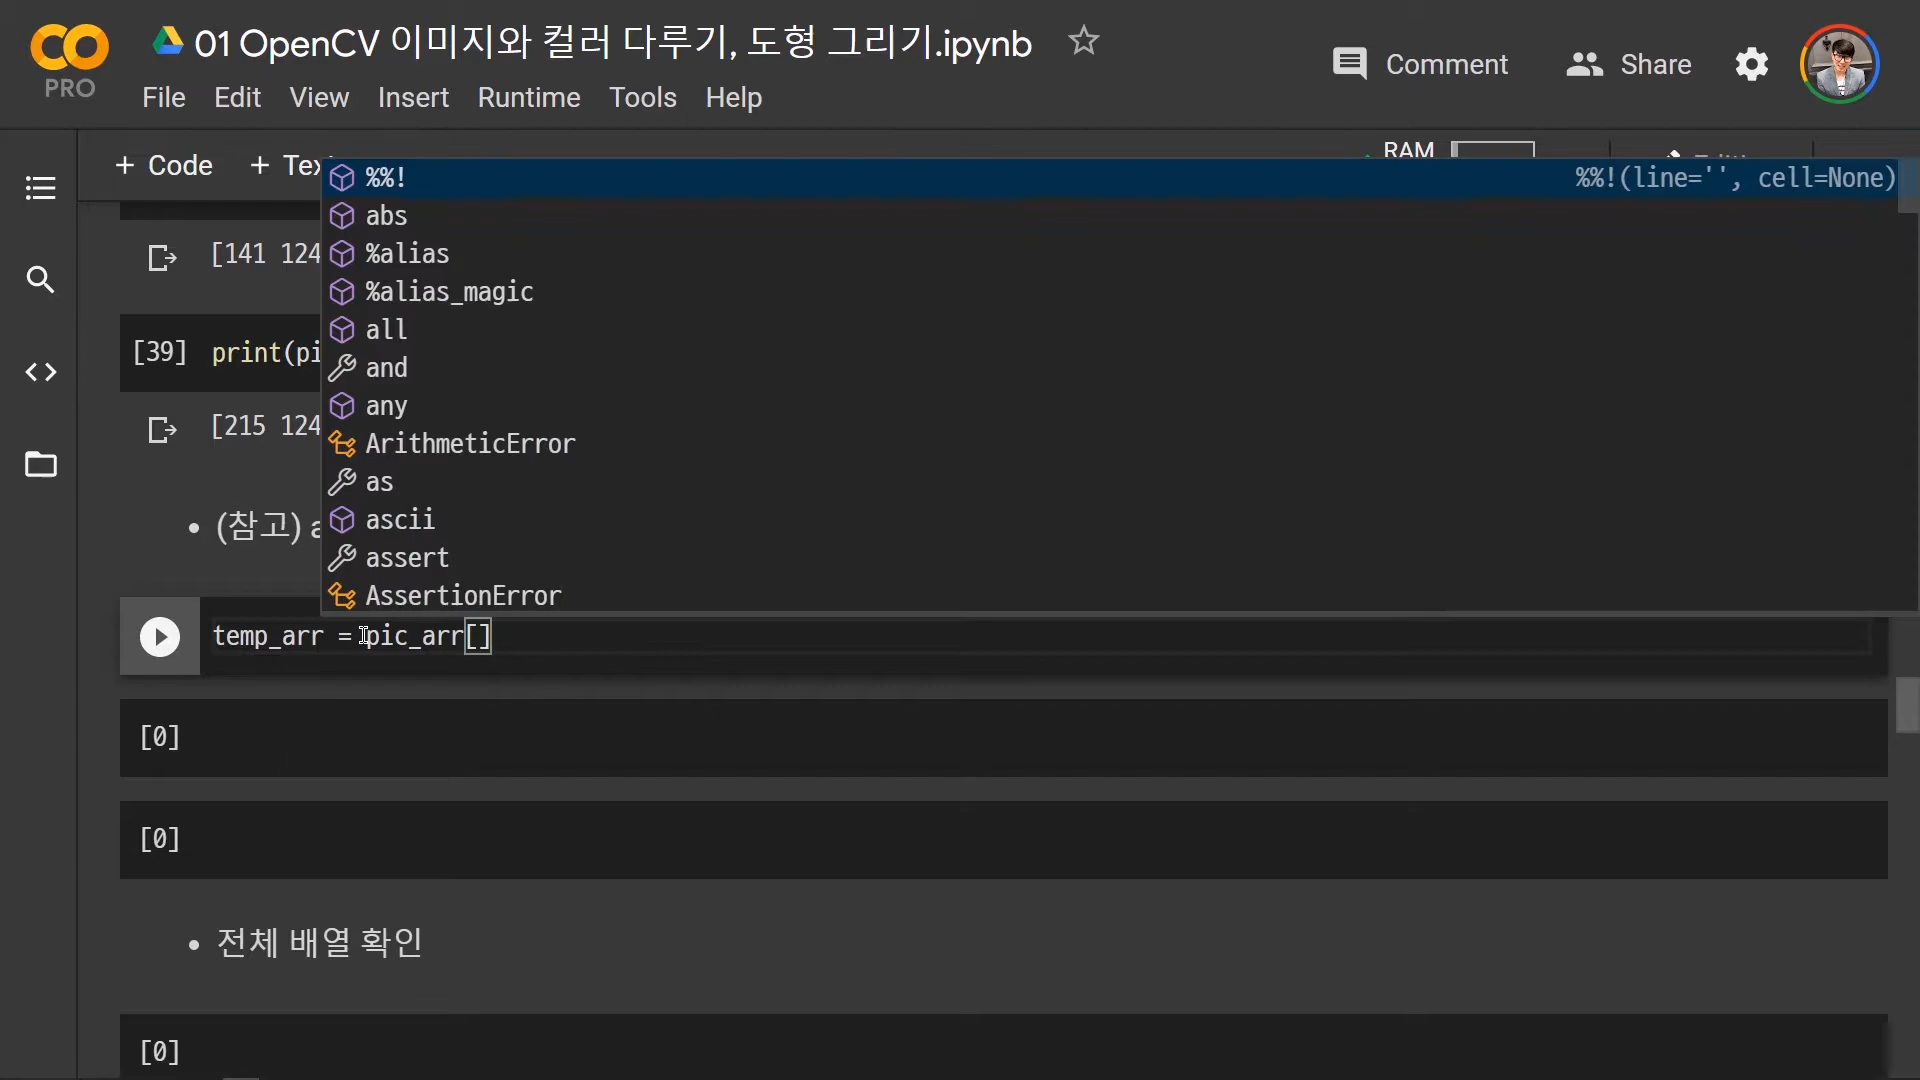 01 OpenCV 이미지와 컬러 다루기, 도형 그리기.ipynb
PRO
Comment
Share
File Edit View Insert Runtime Tools Help
+ Code + Tex
RAM
%%! %%!(line='', cell=None)
abs
[141 124
%alias
%alias_magic
all
[39] print(pi
and
any
[215 124
ArithmeticError
as
• (참고) a
ascii
assert
AssertionError
temp_arr = pic_arr[]
[0]
[0]
• 전체 배열 확인
[0]